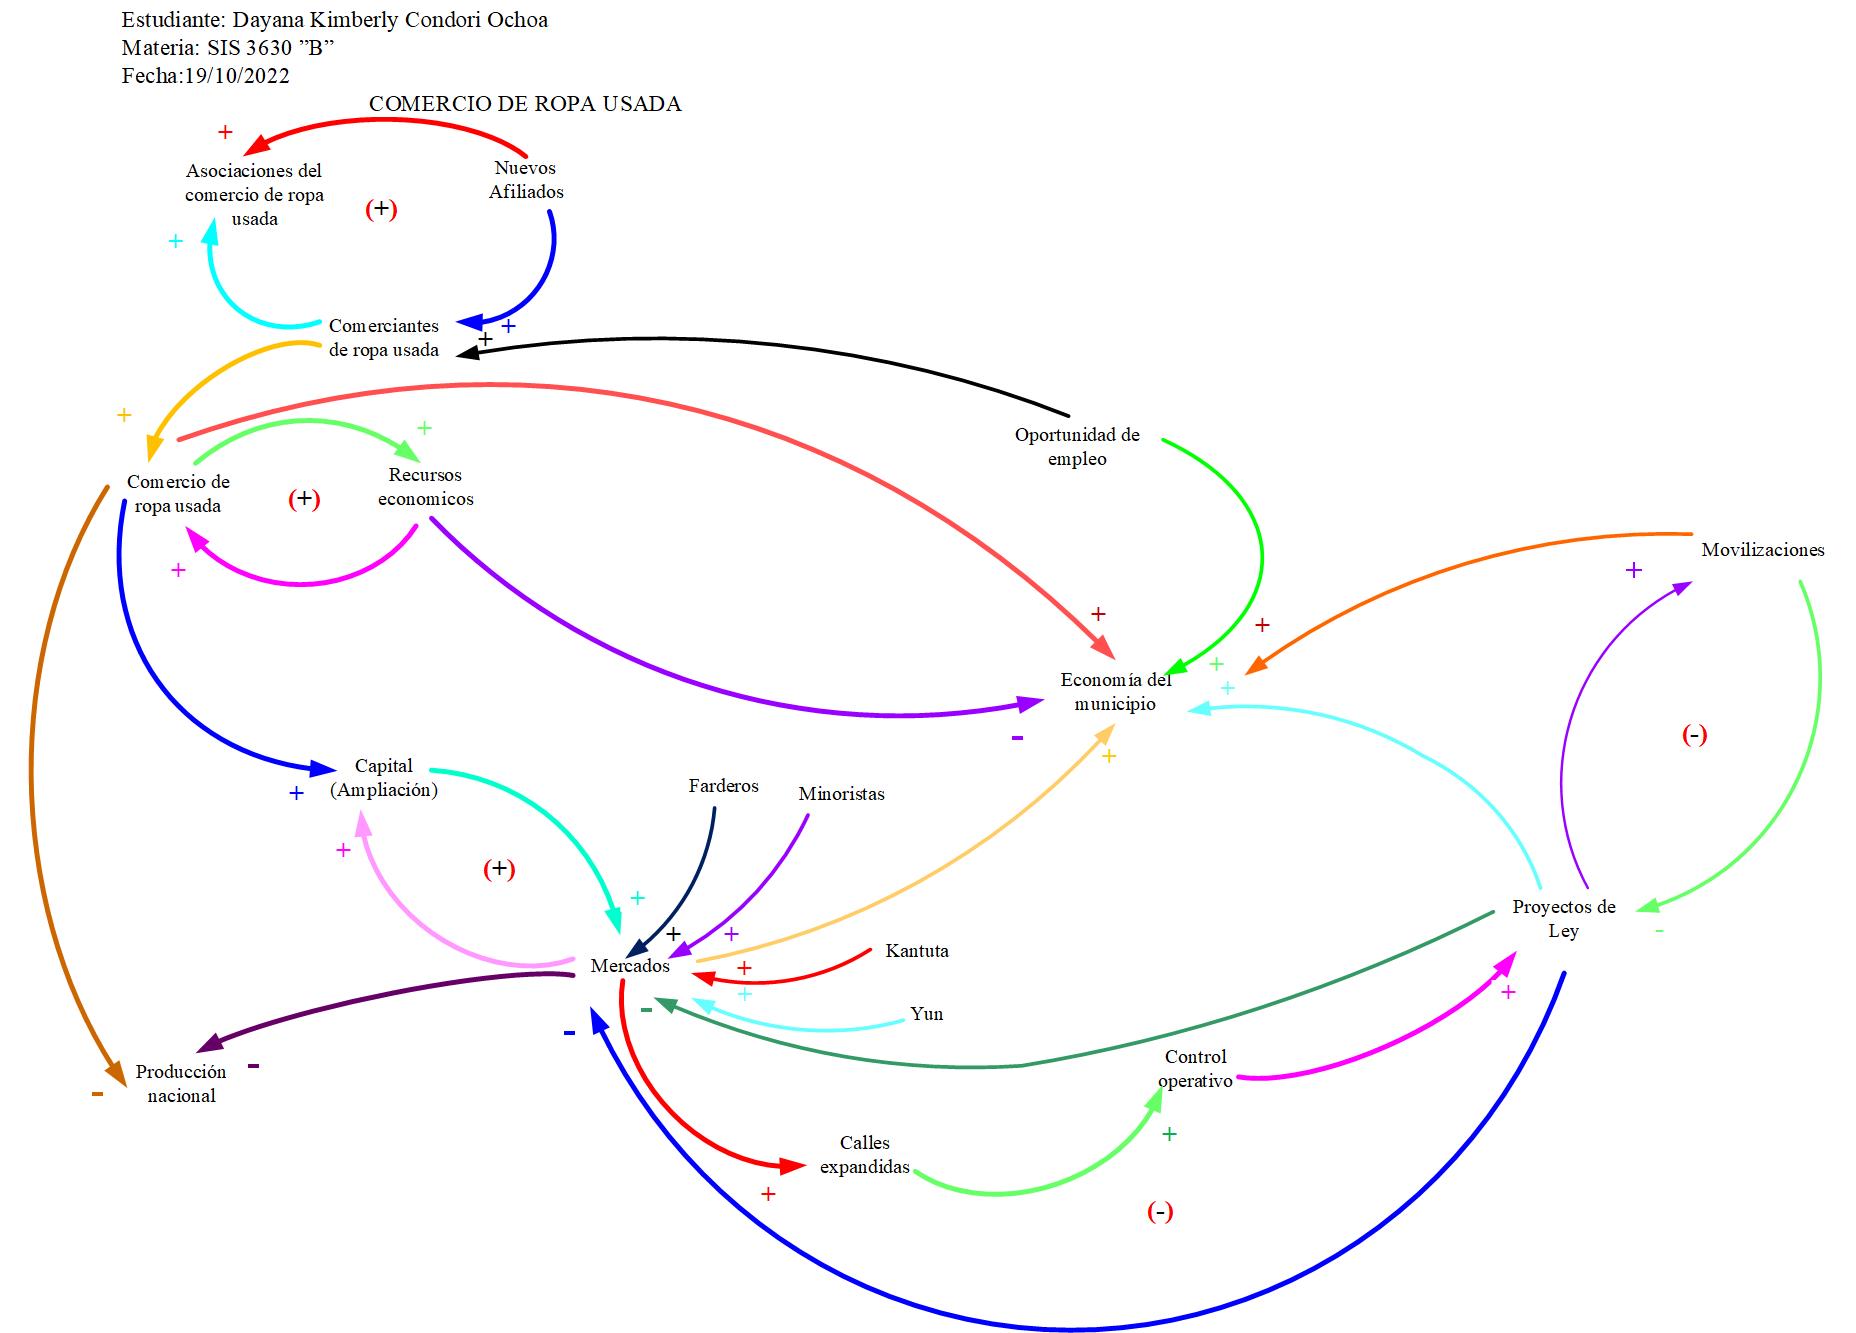 Estudiante: Dayana Kimberly Condori Ochoa
Materia: SIS 3630 ”B”
Fecha:19/10/2022
COMERCIO DE ROPA USADA
+
Asociaciones del
comercio de ropa
usada
Nuevos
Afiliados
(+)
+
Comerciantes
de ropa usada
+
+
+
+
Oportunidad de
empleo
Comercio de
ropa usada
(+)
Recursos
economicos
+
Movilizaciones
+
+
+
+
+
Economía del
municipio
-
+
(-)
Capital
(Ampliación)
+
Farderos
Minoristas
+
(+)
+
+
+
Proyectos de
Ley
-
Mercados
Kantuta
+
+
Yun
-
-
+
Control
operativo
Producción
nacional
-
-
+
Calles
expandidas
+
(-)